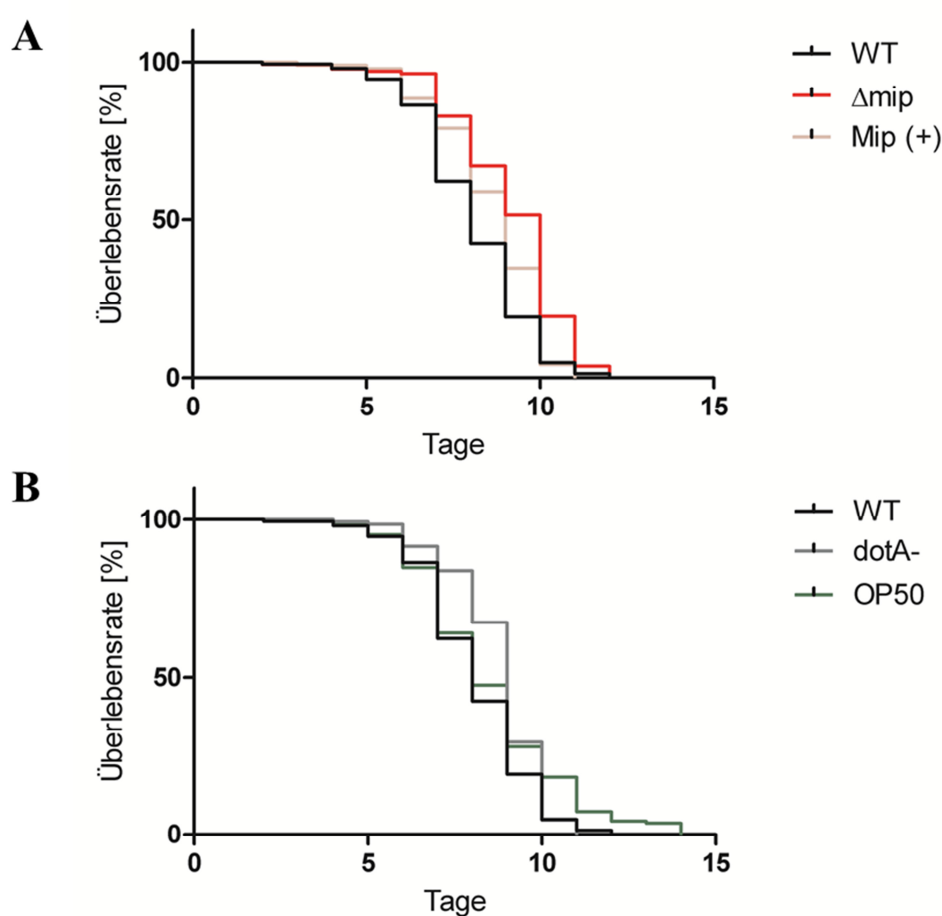 A
Überlebensrate [%]
100
50
0
0 5 10 15
Tage
WT
Δmip
Mip (+)
B
Überlebensrate [%]
100
50
0
0 5 10 15
Tage
WT
dotA-
OP50